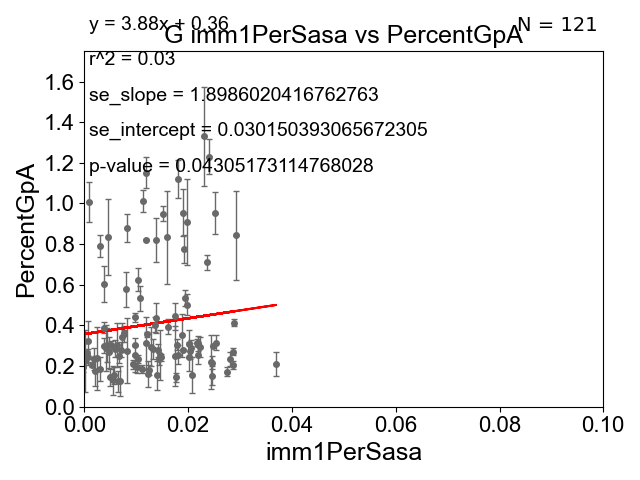 y = 3.88x + 0.36
N = 121
G imm1PerSasa vs PercentGpA
r^2 = 0.03
se_slope = 1.8986020416762763
se_intercept = 0.030150393065672305
p-value = 0.04305173114768028
PercentGpA
1.6
1.4
1.2
1.0
0.8
0.6
0.4
0.2
0.0
0.00 0.02 0.04 0.06 0.08 0.10
imm1PerSasa